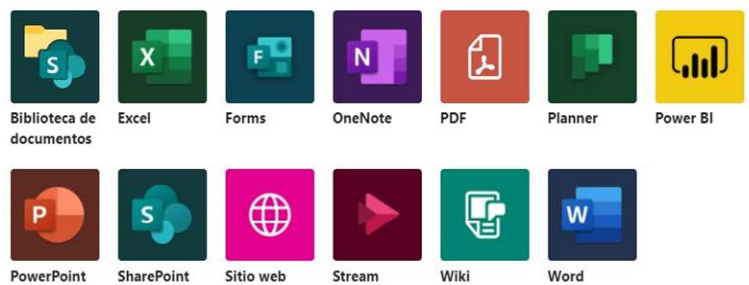 S
X
F
N
Biblioteca de
documentos
Excel
Forms
OneNote
PDF
Planner
Power BI
P
S
W
PowerPoint
SharePoint
Sitio web
Stream
Wiki
Word